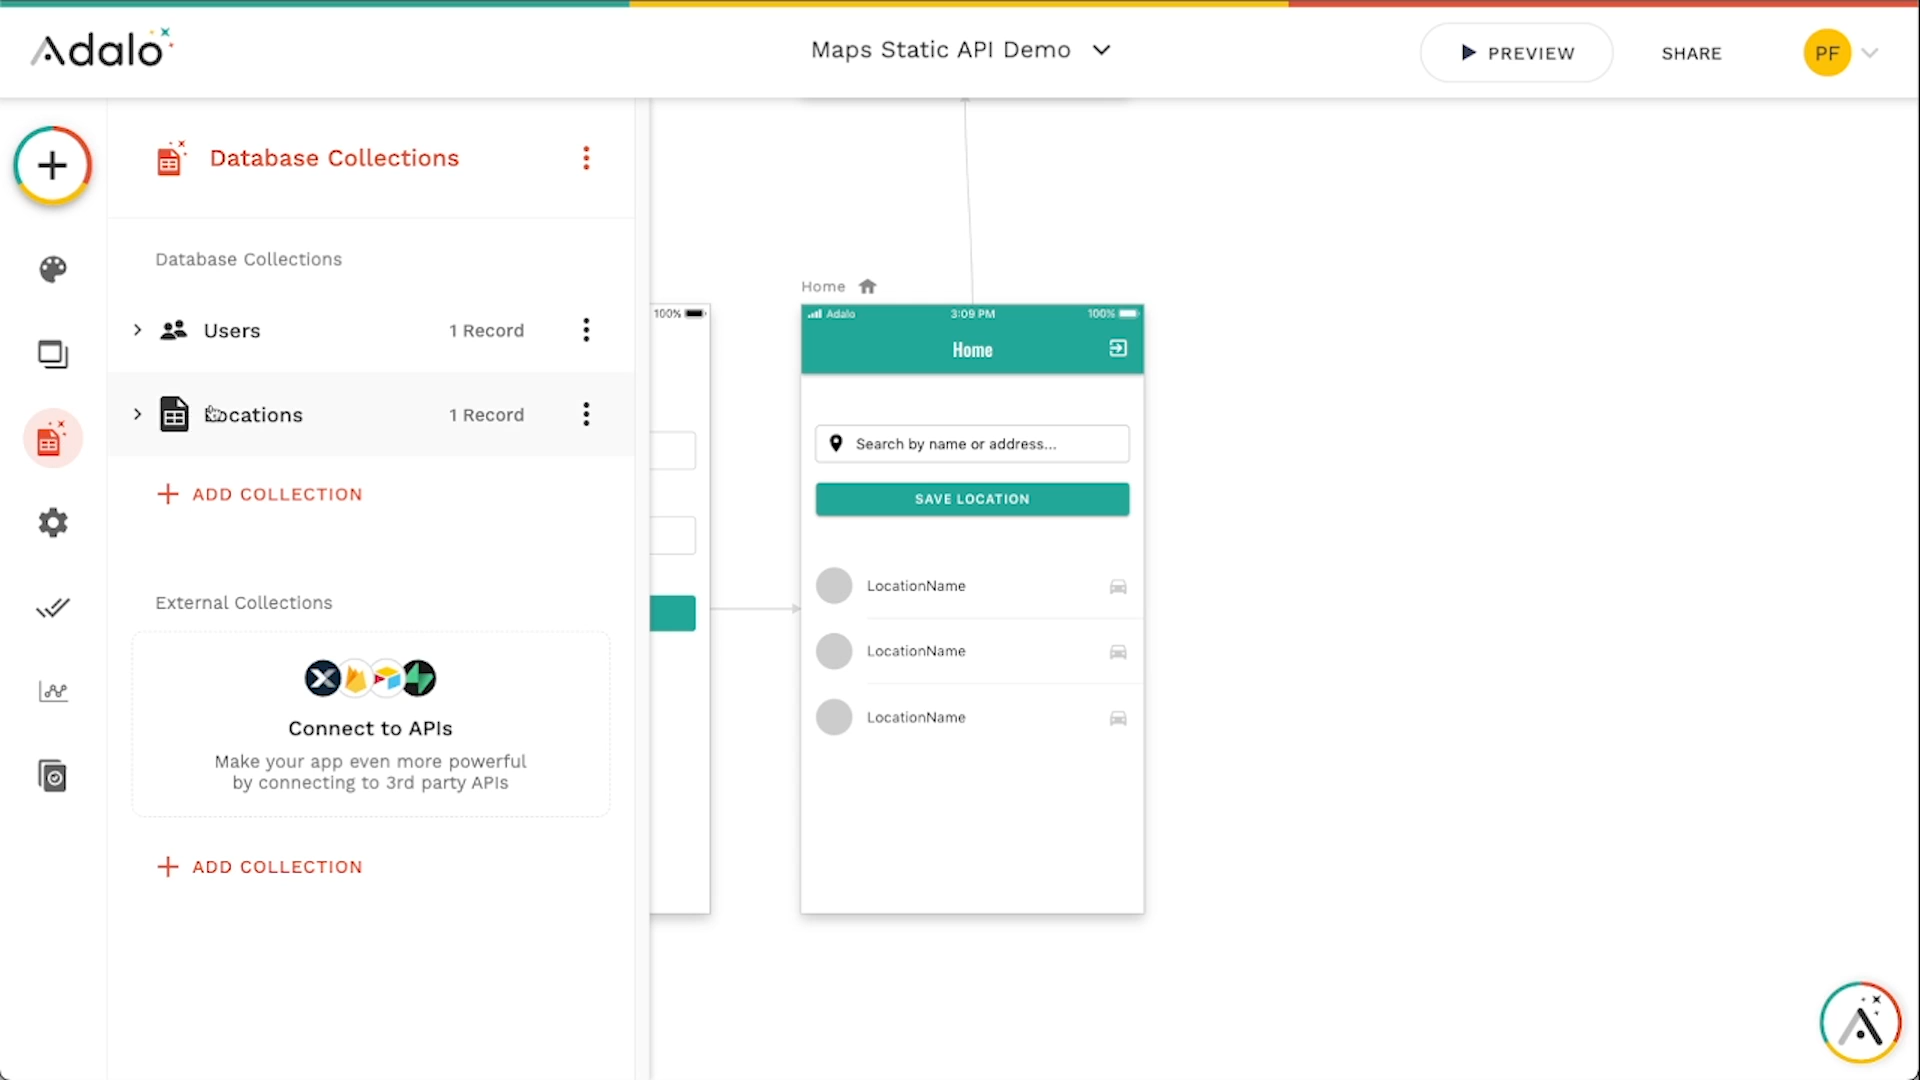 Adalo
Maps Static API Demo
PREVIEW
SHARE
PF
Database Collections
Database Collections
Users
1 Record
Locations
1 Record
ADD COLLECTION
External Collections
Connect to APIs
Make your app even more powerful
by connecting to 3rd party APIs
ADD COLLECTION
100%
Home
Adalo
3:09 PM
100%
Home
Search by name or address...
SAVE LOCATION
LocationName
LocationName
LocationName